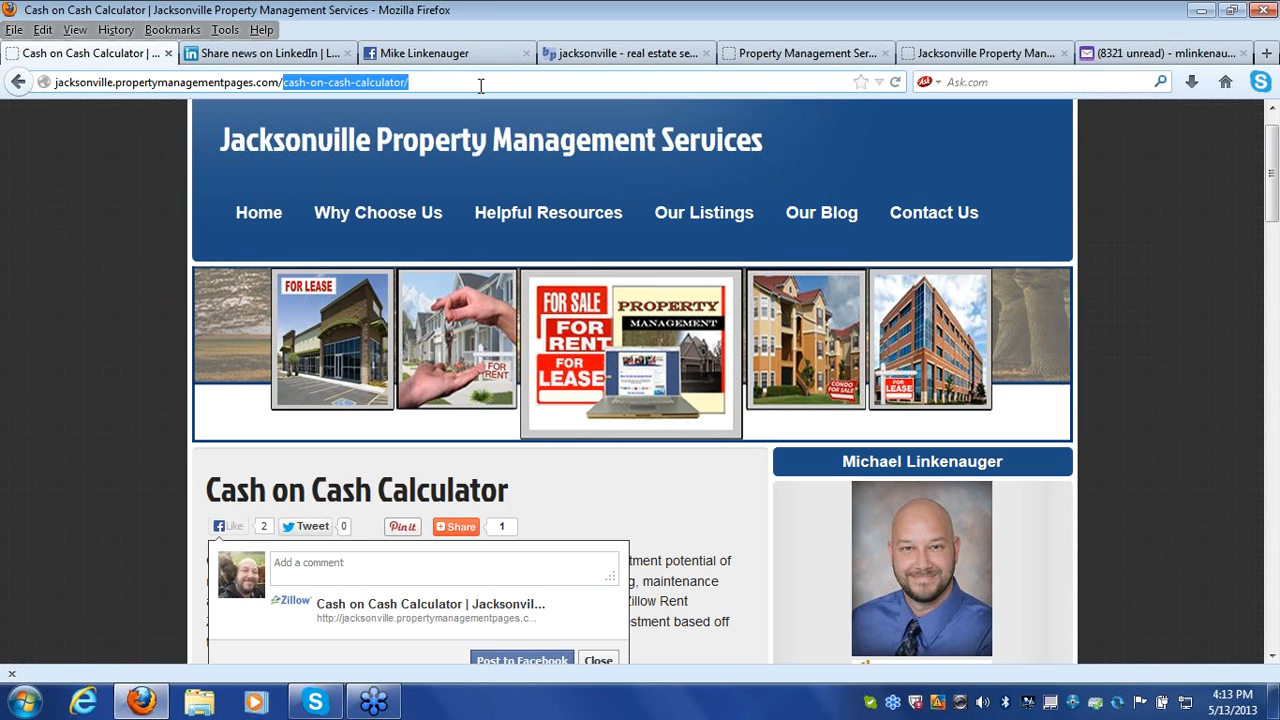 Cash on Cash Calculator | Jacksonville Property Management Services - Mozilla Firefox
File Edit View History Bookmarks Tools Help
Cash on Cash Calculator | ...
Share news on LinkedIn | L...
Mike Linkenauger
jacksonville - real estate se...
Property Management Ser...
Jacksonville Property Man...
(8321 unread) - mlinkenau...
jacksonville.propertymanagementpages.com/cash-on-cash-calculator/
Ask.com
Jacksonville Property Management Services
Home Why Choose Us Helpful Resources Our Listings Our Blog Contact Us
FOR LEASE
FOR RENT
FOR SALE
FOR RENT
FOR LEASE
PROPERTY
MANAGEMENT
CONDO FOR SALE
FOR LEASE
Cash on Cash Calculator
Like 2 Tweet 0 Pin it Share 1
Add a comment
Zillow
Cash on Cash Calculator | Jacksonvil...
http://jacksonville.propertymanagementpages.c...
Post to Facebook Close
tment potential of
g, maintenance
Zillow Rent
estment based off
Michael Linkenauger
4:13 PM
5/13/2013